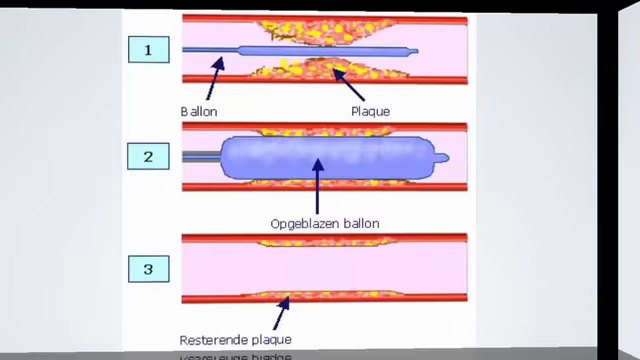 1
Ballon
Plaque
2
Opgeblazen ballon
3
Resterende plaque